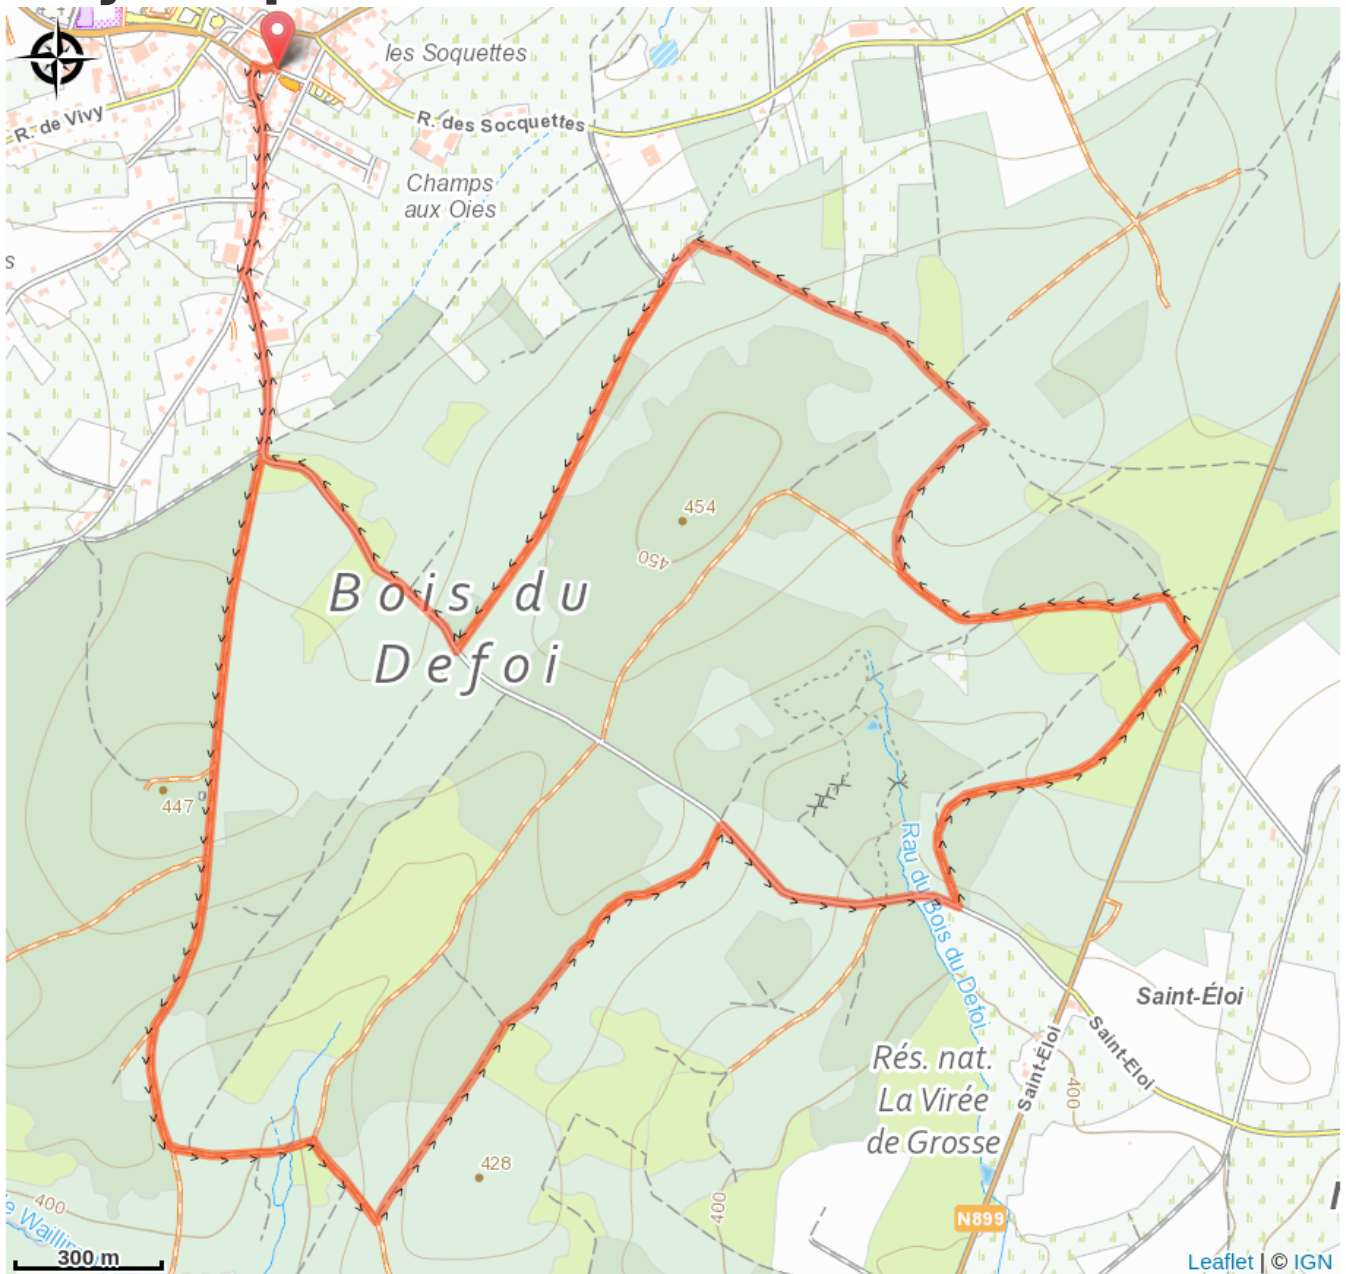 les Soquettes
R. de Vivy
R. des Socquettes
Champs
aux Oies
s
454
450
Bois du
Defoi
447
Rau du Bois du Defoi
Saint-Éloi
Saint-Éloi
Saint-Eloi
Rés. nat.
La Virée
de Grosse
400
428
400
400
N899
300 m
Leaflet | © IGN